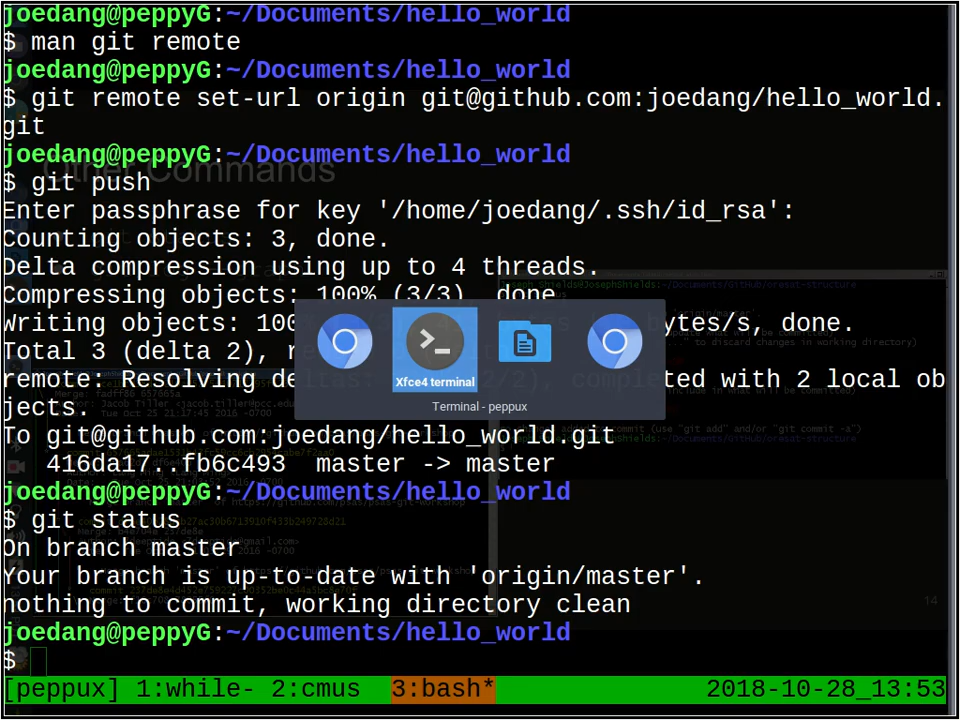 joedang@peppyG:~/Documents/hello_world
$ man git remote
joedang@peppyG:~/Documents/hello_world
$ git remote set-url origin git@github.com:joedang/hello_world.
git
joedang@peppyG:~/Documents/hello_world
Other Commands
$ git push
Enter passphrase for key '/home/joedang/.ssh/id_rsa':
Counting objects: 3, done.
Delta compression using up to 4 threads.
Compressing objects: 100% (3/3), done.
Writing objects: 100 bytes/s, done.
Total 3 (delta 2),
remote: Resolving deltas: (2/2), completed with 2 local ob
jects.
Xfce4 terminal
Terminal - peppux
To git@github.com:joedang/hello_world.git
416da17..fb6c493 master -> master
joedang@peppyG:~/Documents/hello_world
$ git status
On branch master
Your branch is up-to-date with 'origin/master'.
nothing to commit, working directory clean
14
joedang@peppyG:~/Documents/hello_world
$
[peppux] 1:while- 2:cmus 3:bash* 2018-10-28_13:53